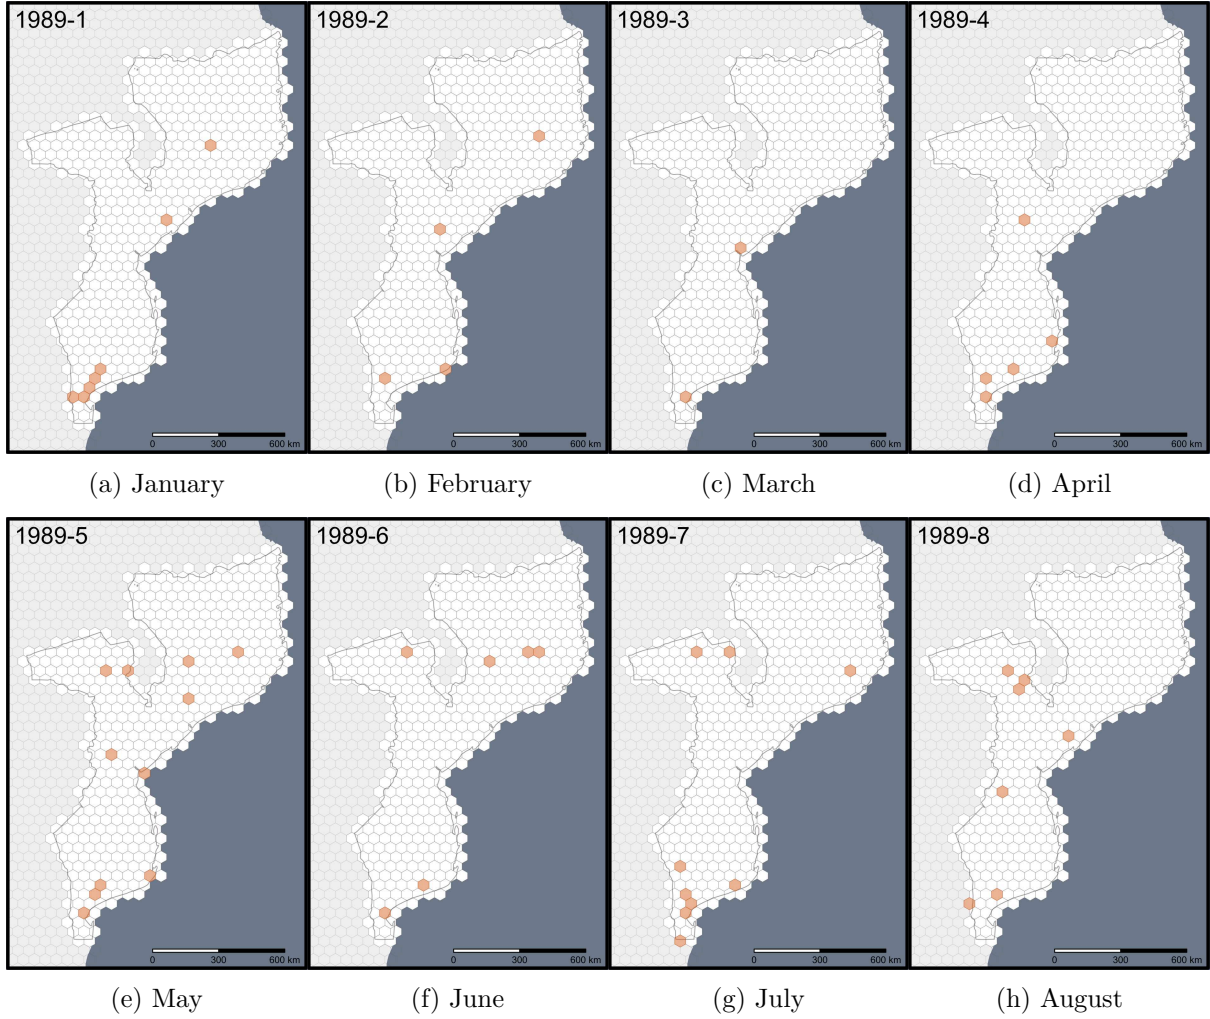 1989-1
1989-2
1989-3
1989-4
0 300 600 km
0 300 600 km
0 300 600 km
0 300 600 km
(a) January
(b) February
(c) March
(d) April
1989-5
1989-6
1989-7
1989-8
0 300 600 km
0 300 600 km
0 300 600 km
0 300 600 km
(e) May
(f) June
(g) July
(h) August